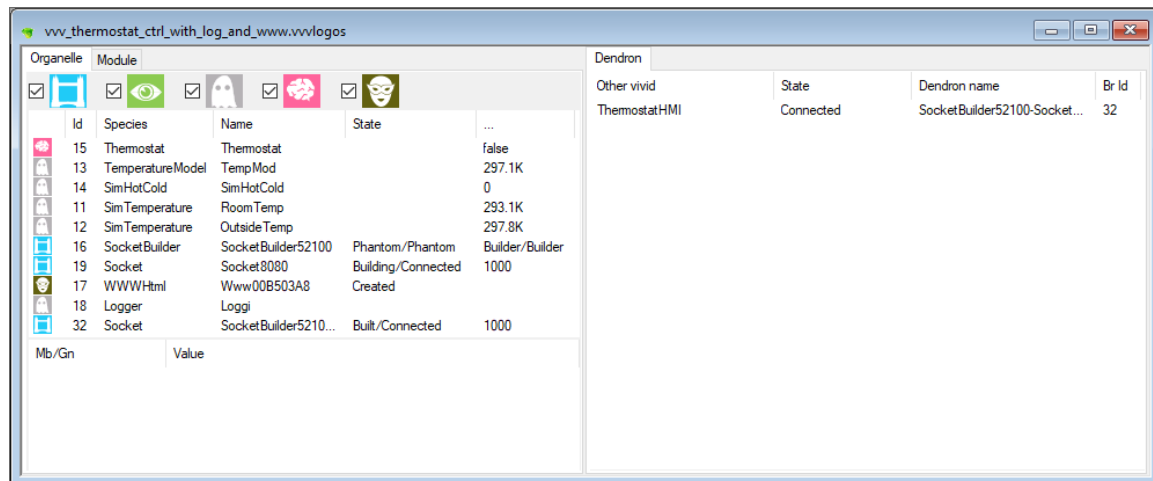 vvv_thermostat_ctrl_with_log_and_www.vvvlogos
Organelle Module
Id Species Name State ...
15 Thermostat Thermostat false
13 TemperatureModel TempMod 297.1K
14 SimHotCold SimHotCold 0
11 SimTemperature RoomTemp 293.1K
12 SimTemperature OutsideTemp 297.8K
16 SocketBuilder SocketBuilder52100 Phantom/Phantom Builder/Builder
19 Socket Socket8080 Building/Connected 1000
17 WWWHtml Www00B503A8 Created
18 Logger Loggi
32 Socket SocketBuilder5210... Built/Connected 1000
Mb/Gn Value
Dendron
Other vivid State Dendron name Br Id
ThermostatHMI Connected SocketBuilder52100-Socket... 32